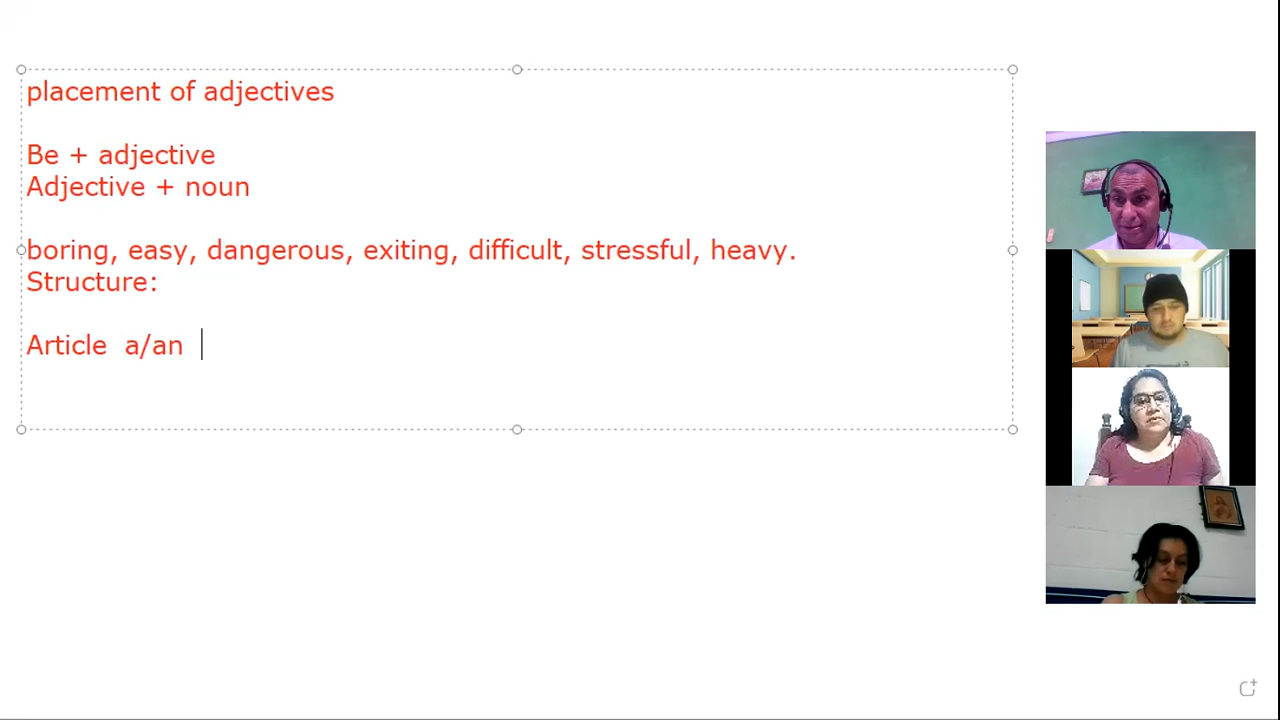 placement of adjectives
Be + adjective
Adjective + noun
boring, easy, dangerous, exiting, difficult, stressful, heavy.
Structure:
Article  a/an